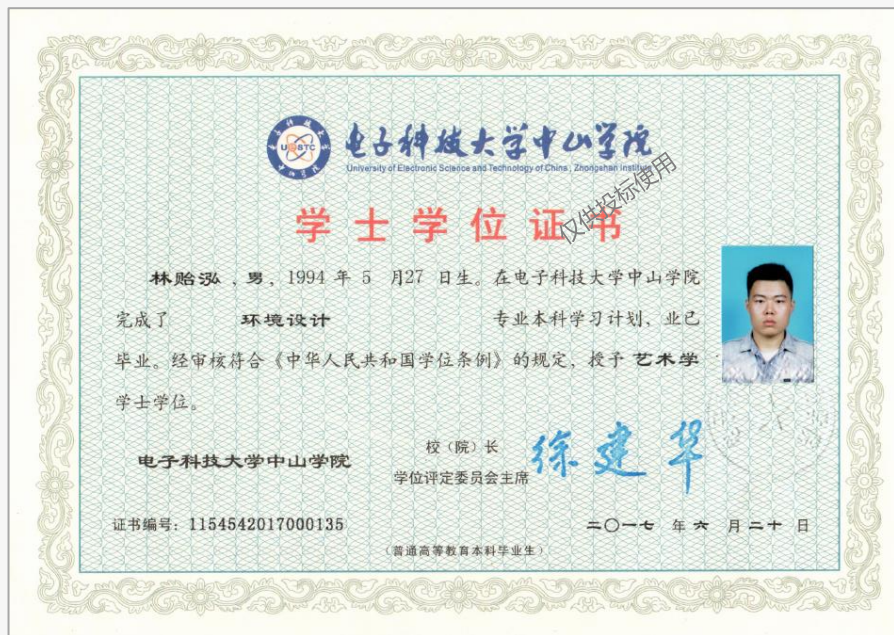 电子科技大学中山学院
University of Electronic Science and Technology of China, Zhongshan Institute
仅供投标使用
学士学位证书
林贻泓，男，1994 年 5 月27 日生。在电子科技大学中山学院
完成了 环境设计 专业本科学习计划、业已
毕业。经审核符合《中华人民共和国学位条例》的规定，授予 艺术学
学士学位。
电子科技大学中山学院
校（院）长
学位评定委员会主席
徐建华
证书编号：1154542017000135
二〇一七 年 六 月 二十 日
（普通高等教育本科毕业生）